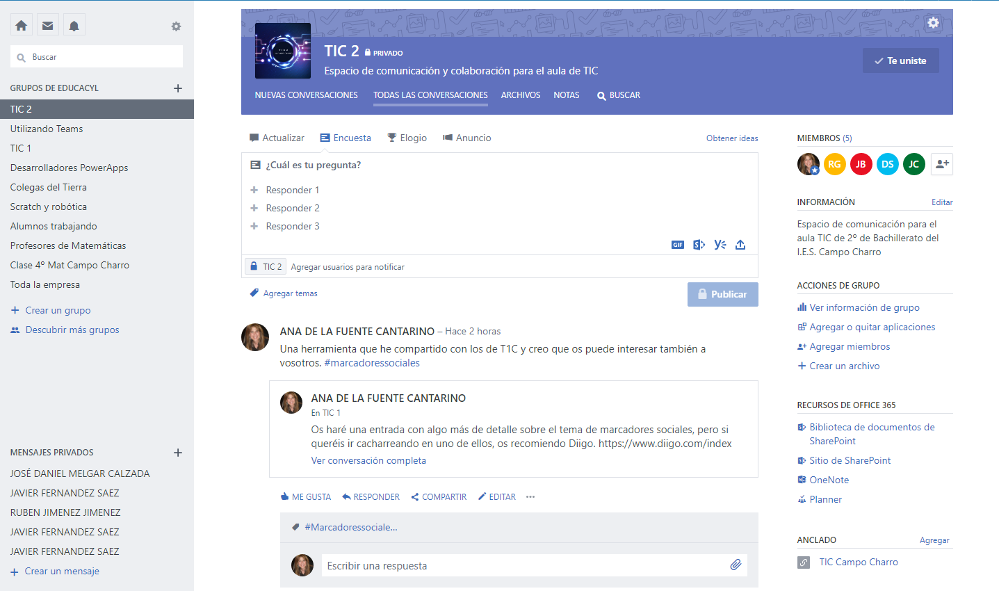 Buscar
GRUPOS DE EDUCACYL
TIC 2
Utilizando Teams
TIC 1
Desarrolladores PowerApps
Colegas del Tierra
Scratch y robótica
Alumnos trabajando
Profesores de Matemáticas
Clase 4º Mat Campo Charro
Toda la empresa
Crear un grupo
Descubrir más grupos
MENSAJES PRIVADOS
JOSÉ DANIEL MELGAR CALZADA
JAVIER FERNANDEZ SAEZ
RUBEN JIMENEZ JIMENEZ
JAVIER FERNANDEZ SAEZ
JAVIER FERNANDEZ SAEZ
Crear un mensaje
TIC 2 PRIVADO
Espacio de comunicación y colaboración para el aula de TIC
Te uniste
NUEVAS CONVERSACIONES TODAS LAS CONVERSACIONES ARCHIVOS NOTAS BUSCAR
Actualizar Encuesta Elogio Anuncio Obtener ideas
¿Cuál es tu pregunta?
Responder 1
Responder 2
Responder 3
GIF
TIC 2 Agregar usuarios para notificar
Agregar temas
Publicar
ANA DE LA FUENTE CANTARINO – Hace 2 horas
Una herramienta que he compartido con los de T1C y creo que os puede interesar también a
vosotros. #marcadoressociales
ANA DE LA FUENTE CANTARINO
En TIC 1
Os haré una entrada con algo más de detalle sobre el tema de marcadores sociales, pero si
queréis ir cacharreando en uno de ellos, os recomiendo Diigo. https://www.diigo.com/index
Ver conversación completa
ME GUSTA RESPONDER COMPARTIR EDITAR •••
#Marcadoressociale...
Escribir una respuesta
MIEMBROS (5)
RG JB DS JC
INFORMACIÓN Editar
Espacio de comunicación para el
aula TIC de 2º de Bachillerato del
I.E.S. Campo Charro
ACCIONES DE GRUPO
Ver información de grupo
Agregar o quitar aplicaciones
Agregar miembros
Crear un archivo
RECURSOS DE OFFICE 365
Biblioteca de documentos de
SharePoint
Sitio de SharePoint
OneNote
Planner
ANCLADO Agregar
TIC Campo Charro